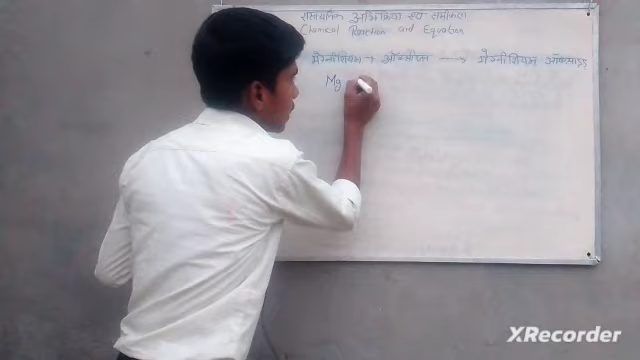 रासायनिक अभिक्रिया एवं समीकरण
Chemical Reaction and Equation
मैग्नीशियम + ऑक्सीजन → मैग्नीशियम ऑक्साइड
Mg
XRecorder